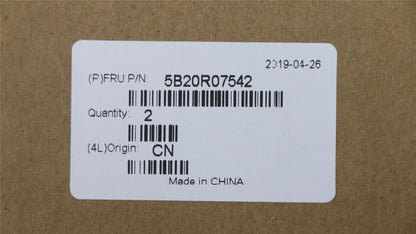 2019-04-26
(P)FRU P/N: 5B20R07542
Quantity: 2
(4L)Origin: CN
Made in CHINA